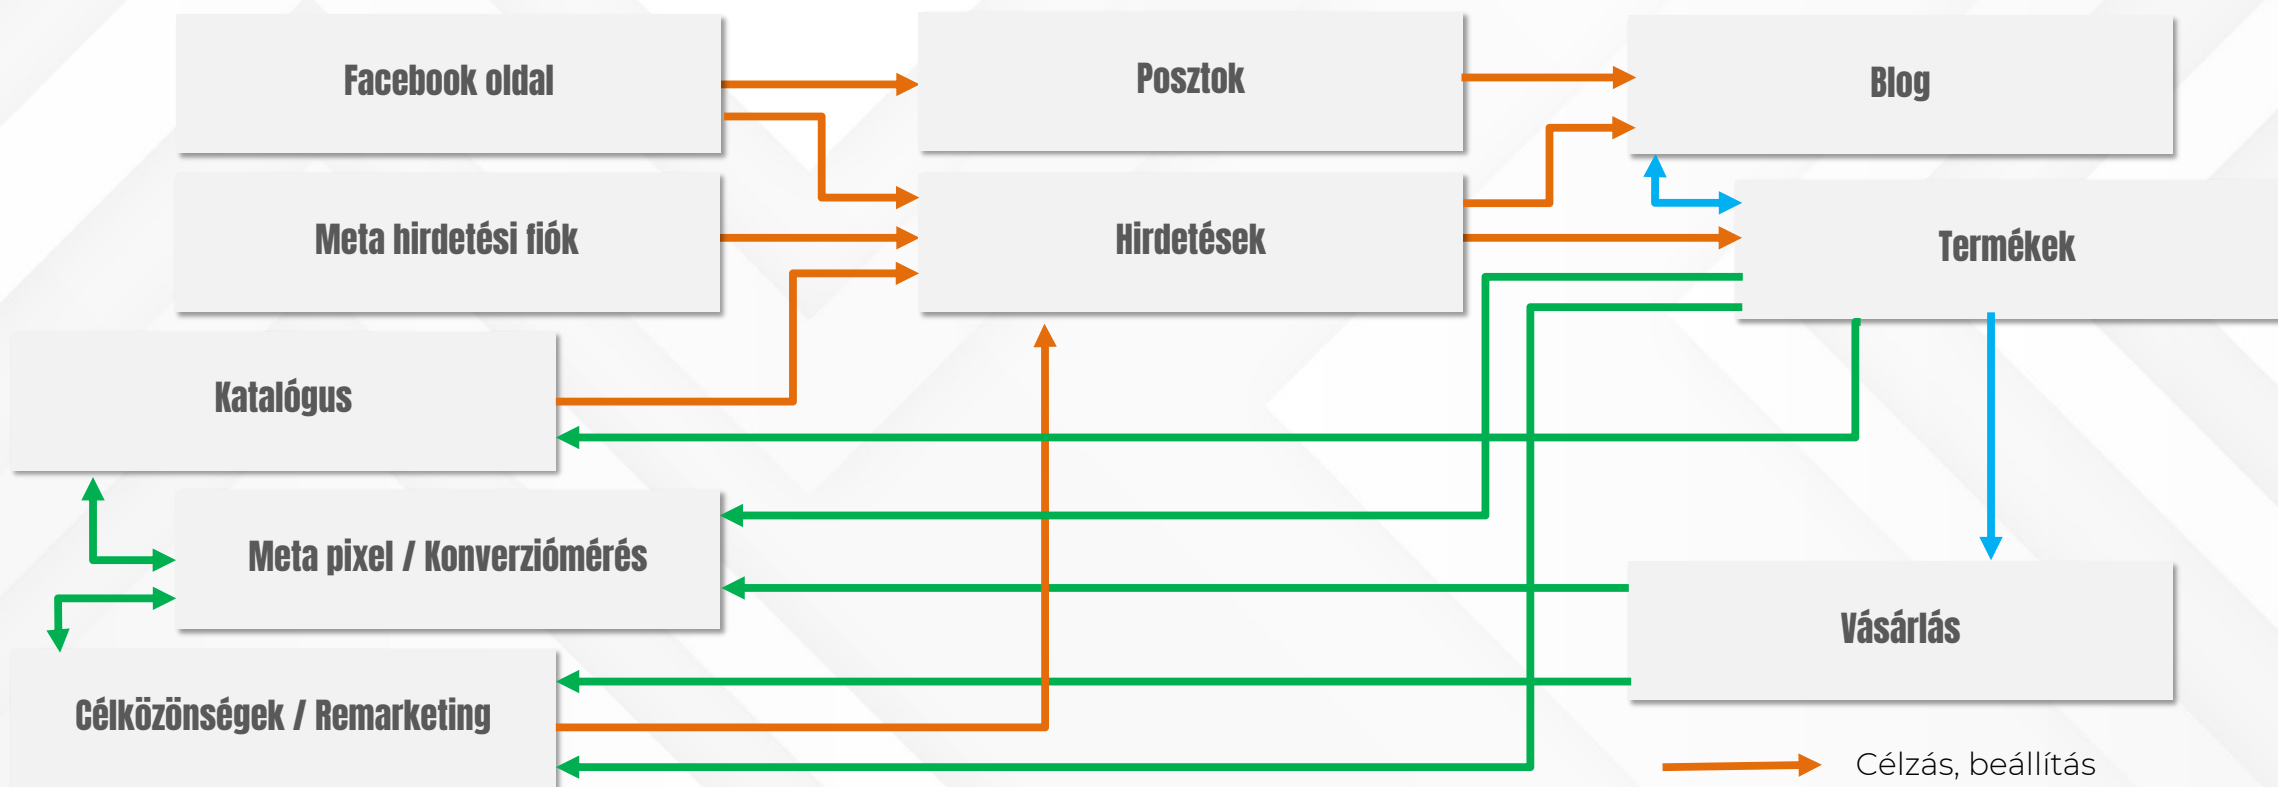 Facebook oldal
Posztok
Blog
Meta hirdetési fiók
Hirdetések
Termékek
Katalógus
Meta pixel / Konverziómérés
Vásárlás
Célközönségek / Remarketing
Célzás, beállítás